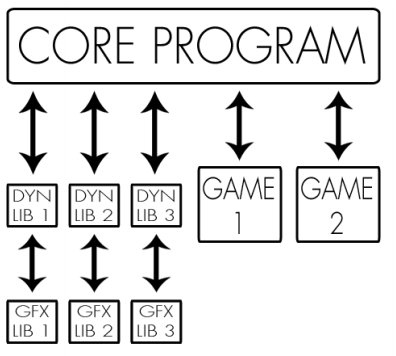 CORE PROGRAM
DYN
LIB 1
DYN
LIB 2
DYN
LIB 3
GAME
1
GAME
2
GFX
LIB 1
GFX
LIB 2
GFX
LIB 3